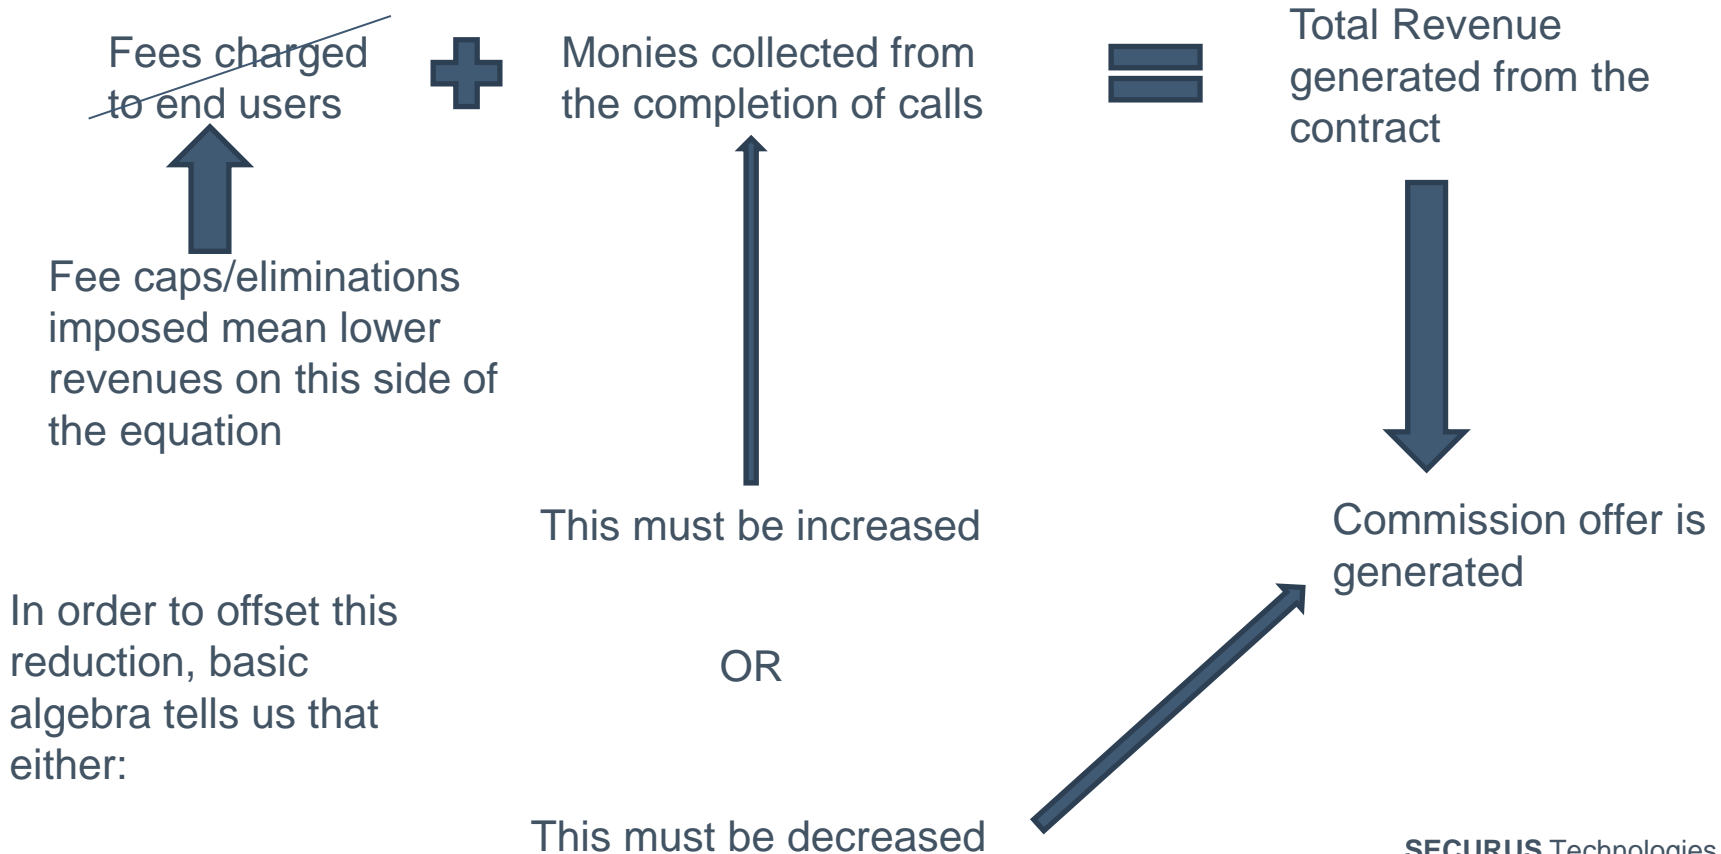 Fees charged
to end users
Monies collected from
the completion of calls
Total Revenue
generated from the
contract
Fee caps/eliminations
imposed mean lower
revenues on this side of
the equation
This must be increased
Commission offer is
generated
In order to offset this
reduction, basic
algebra tells us that
either:
OR
This must be decreased
SECURUS Technologies